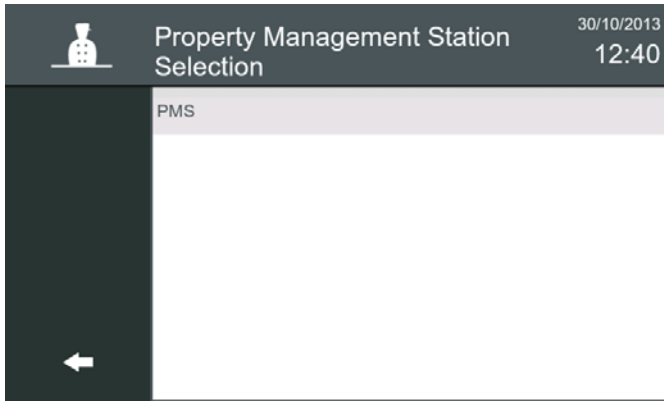 Property Management Station
Selection
30/10/2013
12:40
PMS